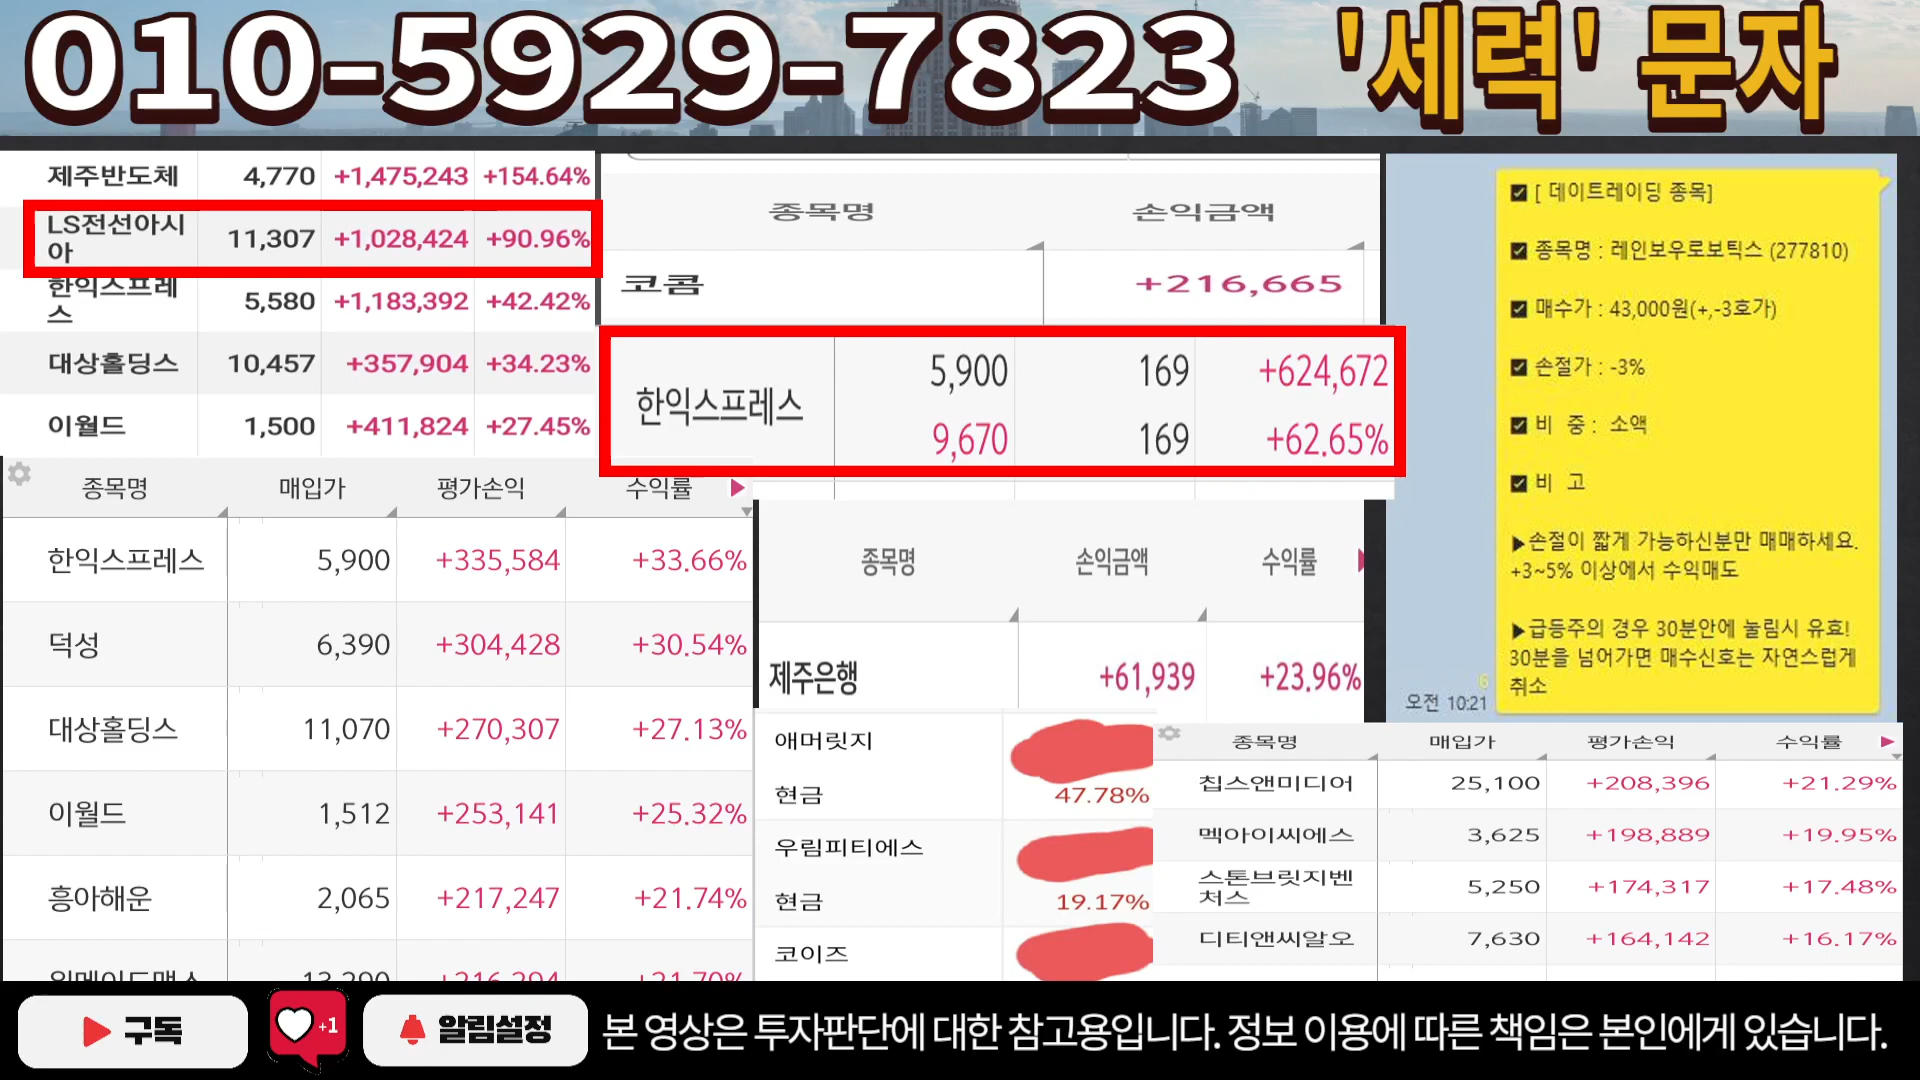 010-5929-7823 '세력' 문자
제주반도체 4,770 +1,475,243 +154.64%
LS전선아시아 11,307 +1,028,424 +90.96%
한익스프레스 5,580 +1,183,392 +42.42%
대상홀딩스 10,457 +357,904 +34.23%
이월드 1,500 +411,824 +27.45%
종목명 손익금액
코콤 +216,665
한익스프레스 5,900 169 +624,672
9,670 169 +62.65%
[ 데이트레이딩 종목]
종목명 : 레인보우로보틱스 (277810)
매수가 : 43,000원(+,-3호가)
손절가 : -3%
비 중 : 소액
비 고
▶손절이 짧게 가능하신분만 매매하세요.
+3~5% 이상에서 수익매도
▶급등주의 경우 30분안에 눌림시 유효!
30분을 넘어가면 매수신호는 자연스럽게
취소
6
오전 10:21
종목명 매입가 평가손익 수익률
한익스프레스 5,900 +335,584 +33.66%
덕성 6,390 +304,428 +30.54%
대상홀딩스 11,070 +270,307 +27.13%
이월드 1,512 +253,141 +25.32%
흥아해운 2,065 +217,247 +21.74%
종목명 손익금액 수익률
제주은행 +61,939 +23.96%
애머릿지
현금 47.78%
우림피티에스
현금 19.17%
코이즈
종목명 매입가 평가손익 수익률
칩스앤미디어 25,100 +208,396 +21.29%
멕아이씨에스 3,625 +198,889 +19.95%
스톤브릿지벤처스 5,250 +174,317 +17.48%
디티앤씨알오 7,630 +164,142 +16.17%
구독 +1 알림설정 본 영상은 투자판단에 대한 참고용입니다. 정보 이용에 따른 책임은 본인에게 있습니다.